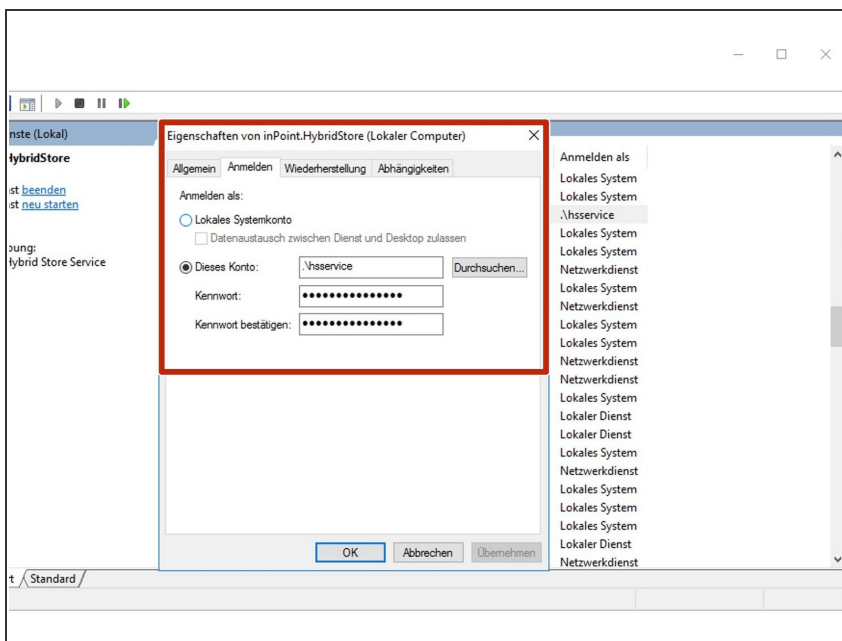 nste (Lokal)
HybridStore
st beenden
st neu starten
oung:
Hybrid Store Service
Eigenschaften von inPoint.HybridStore (Lokaler Computer)
Allgemein Anmelden Wiederherstellung Abhängigkeiten
Anmelden als:
Lokales Systemkonto
Datenaustausch zwischen Dienst und Desktop zulassen
Dieses Konto: .\hsservice Durchsuchen...
Kennwort: •••••••••••••••
Kennwort bestätigen: •••••••••••••••
OK Abbrechen Übernehmen
Anmelden als
Lokales System
Lokales System
.\hsservice
Lokales System
Lokales System
Netzwerkdienst
Lokales System
Netzwerkdienst
Lokales System
Lokales System
Netzwerkdienst
Netzwerkdienst
Lokales System
Lokaler Dienst
Lokaler Dienst
Lokales System
Netzwerkdienst
Lokales System
Lokales System
Lokales System
Lokaler Dienst
Netzwerkdienst
t Standard